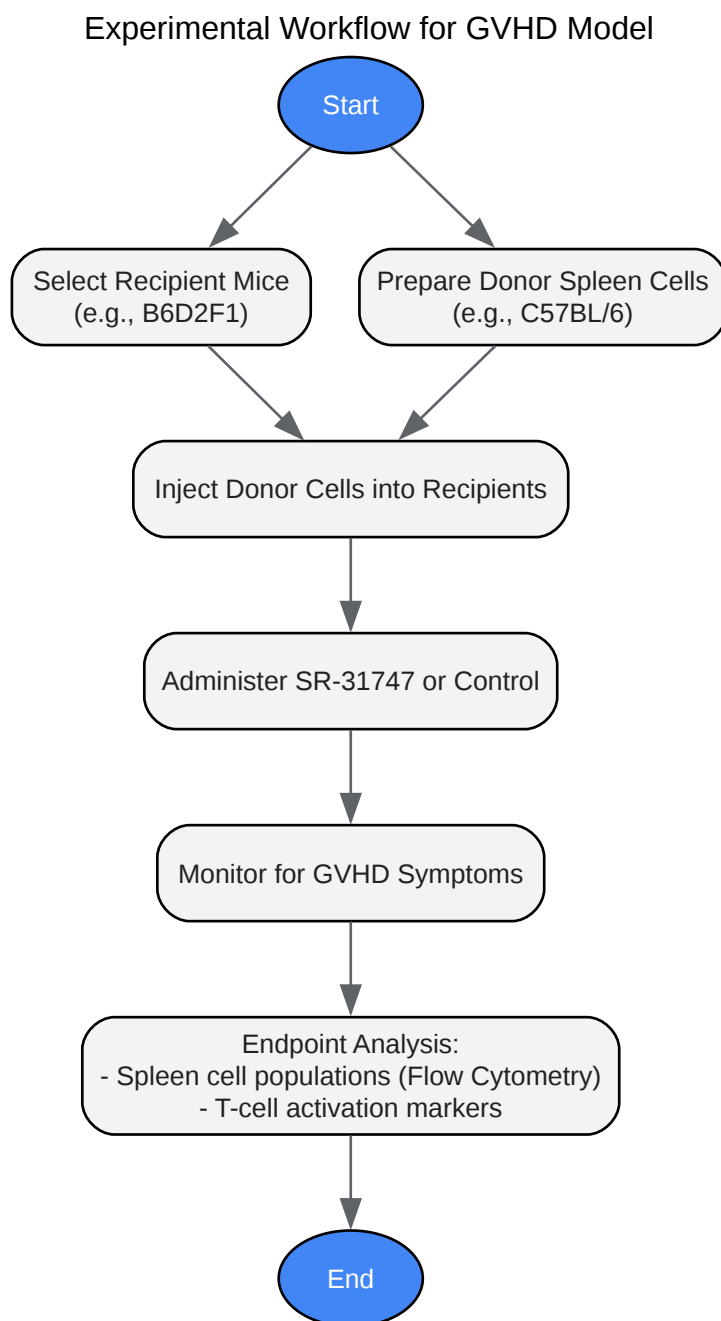 Experimental Workflow for GVHD Model
Start
Select Recipient Mice
(e.g., B6D2F1)
Prepare Donor Spleen Cells
(e.g., C57BL/6)
Inject Donor Cells into Recipients
Administer SR-31747 or Control
Monitor for GVHD Symptoms
Endpoint Analysis:
- Spleen cell populations (Flow Cytometry)
- T-cell activation markers
End